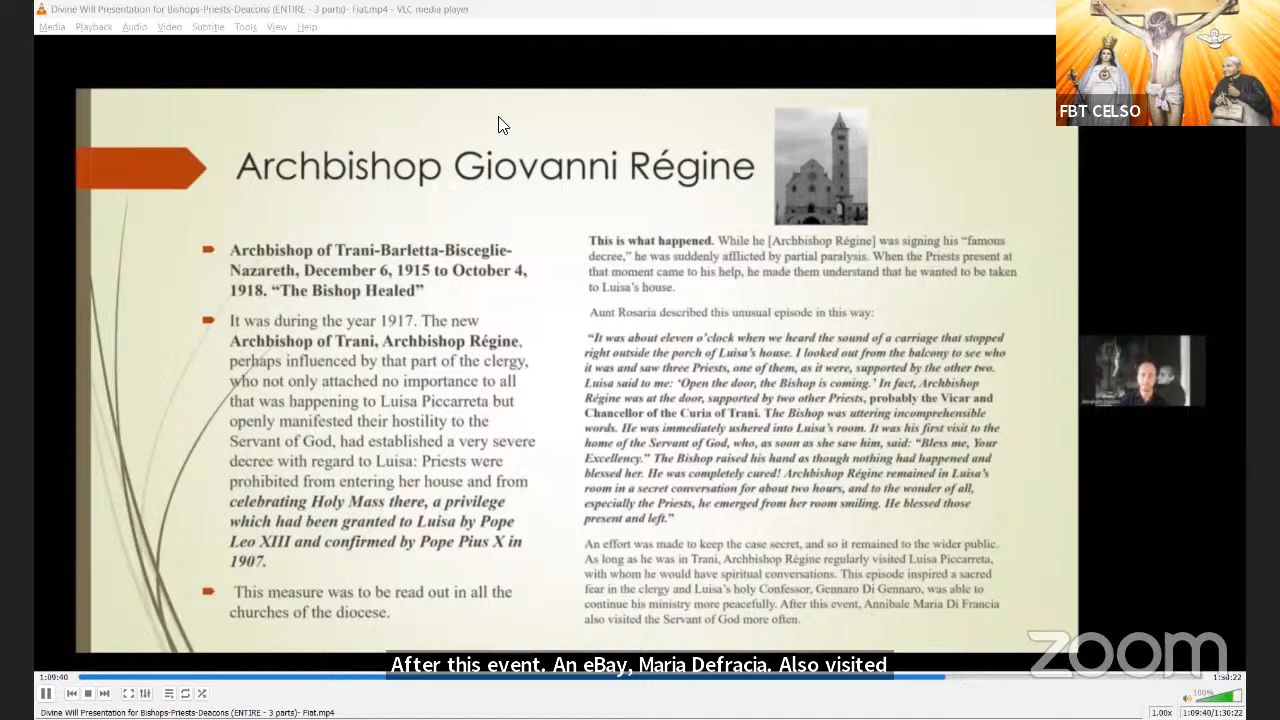 Divine Will Presentation for Bishops-Priests-Deacons (ENTIRE - 3 parts)- Fiat.mp4 - VLC media player
Media Playback Audio Video Subtitle Tools View Help
FBT CELSO
Archbishop Giovanni Régine
Archbishop of Trani-Barletta-Bisceglie-
Nazareth, December 6, 1915 to October 4,
1918. “The Bishop Healed”
It was during the year 1917. The new
Archbishop of Trani, Archbishop Régine,
perhaps influenced by that part of the clergy,
who not only attached no importance to all
that was happening to Luisa Piccarreta but
openly manifested their hostility to the
Servant of God, had established a very severe
decree with regard to Luisa: Priests were
prohibited from entering her house and from
celebrating Holy Mass there, a privilege
which had been granted to Luisa by Pope
Leo XIII and confirmed by Pope Pius X in
1907.
This measure was to be read out in all the
churches of the diocese.
This is what happened. While he [Archbishop Régine] was signing his “famous
decree,” he was suddenly afflicted by partial paralysis. When the Priests present at
that moment came to his help, he made them understand that he wanted to be taken
to Luisa’s house.
Aunt Rosaria described this unusual episode in this way:
“It was about eleven o’clock when we heard the sound of a carriage that stopped
right outside the porch of Luisa’s house. I looked out from the balcony to see who
it was and saw three Priests, one of them, as it were, supported by the other two.
Luisa said to me: ‘Open the door, the Bishop is coming.’ In fact, Archbishop
Régine was at the door, supported by two other Priests, probably the Vicar and
Chancellor of the Curia of Trani. The Bishop was uttering incomprehensible
words. He was immediately ushered into Luisa’s room. It was his first visit to the
home of the Servant of God, who, as soon as she saw him, said: “Bless me, Your
Excellency.” The Bishop raised his hand as though nothing had happened and
blessed her. He was completely cured! Archbishop Régine remained in Luisa’s
room in a secret conversation for about two hours, and to the wonder of all,
especially the Priests, he emerged from her room smiling. He blessed those
present and left.”
An effort was made to keep the case secret, and so it remained to the wider public.
As long as he was in Trani, Archbishop Régine regularly visited Luisa Piccarreta,
with whom he would have spiritual conversations. This episode inspired a sacred
fear in the clergy and Luisa’s holy Confessor, Gennaro Di Gennaro, was able to
continue his ministry more peacefully. After this event, Annibale Maria Di Francia
also visited the Servant of God more often.
zoom
After this event. An eBay, Maria Defracia. Also visited
1:09:40
1:30:22
100%
Divine Will Presentation for Bishops-Priests-Deacons (ENTIRE - 3 parts)- Fiat.mp4
1.00x
1:09:40/1:30:22